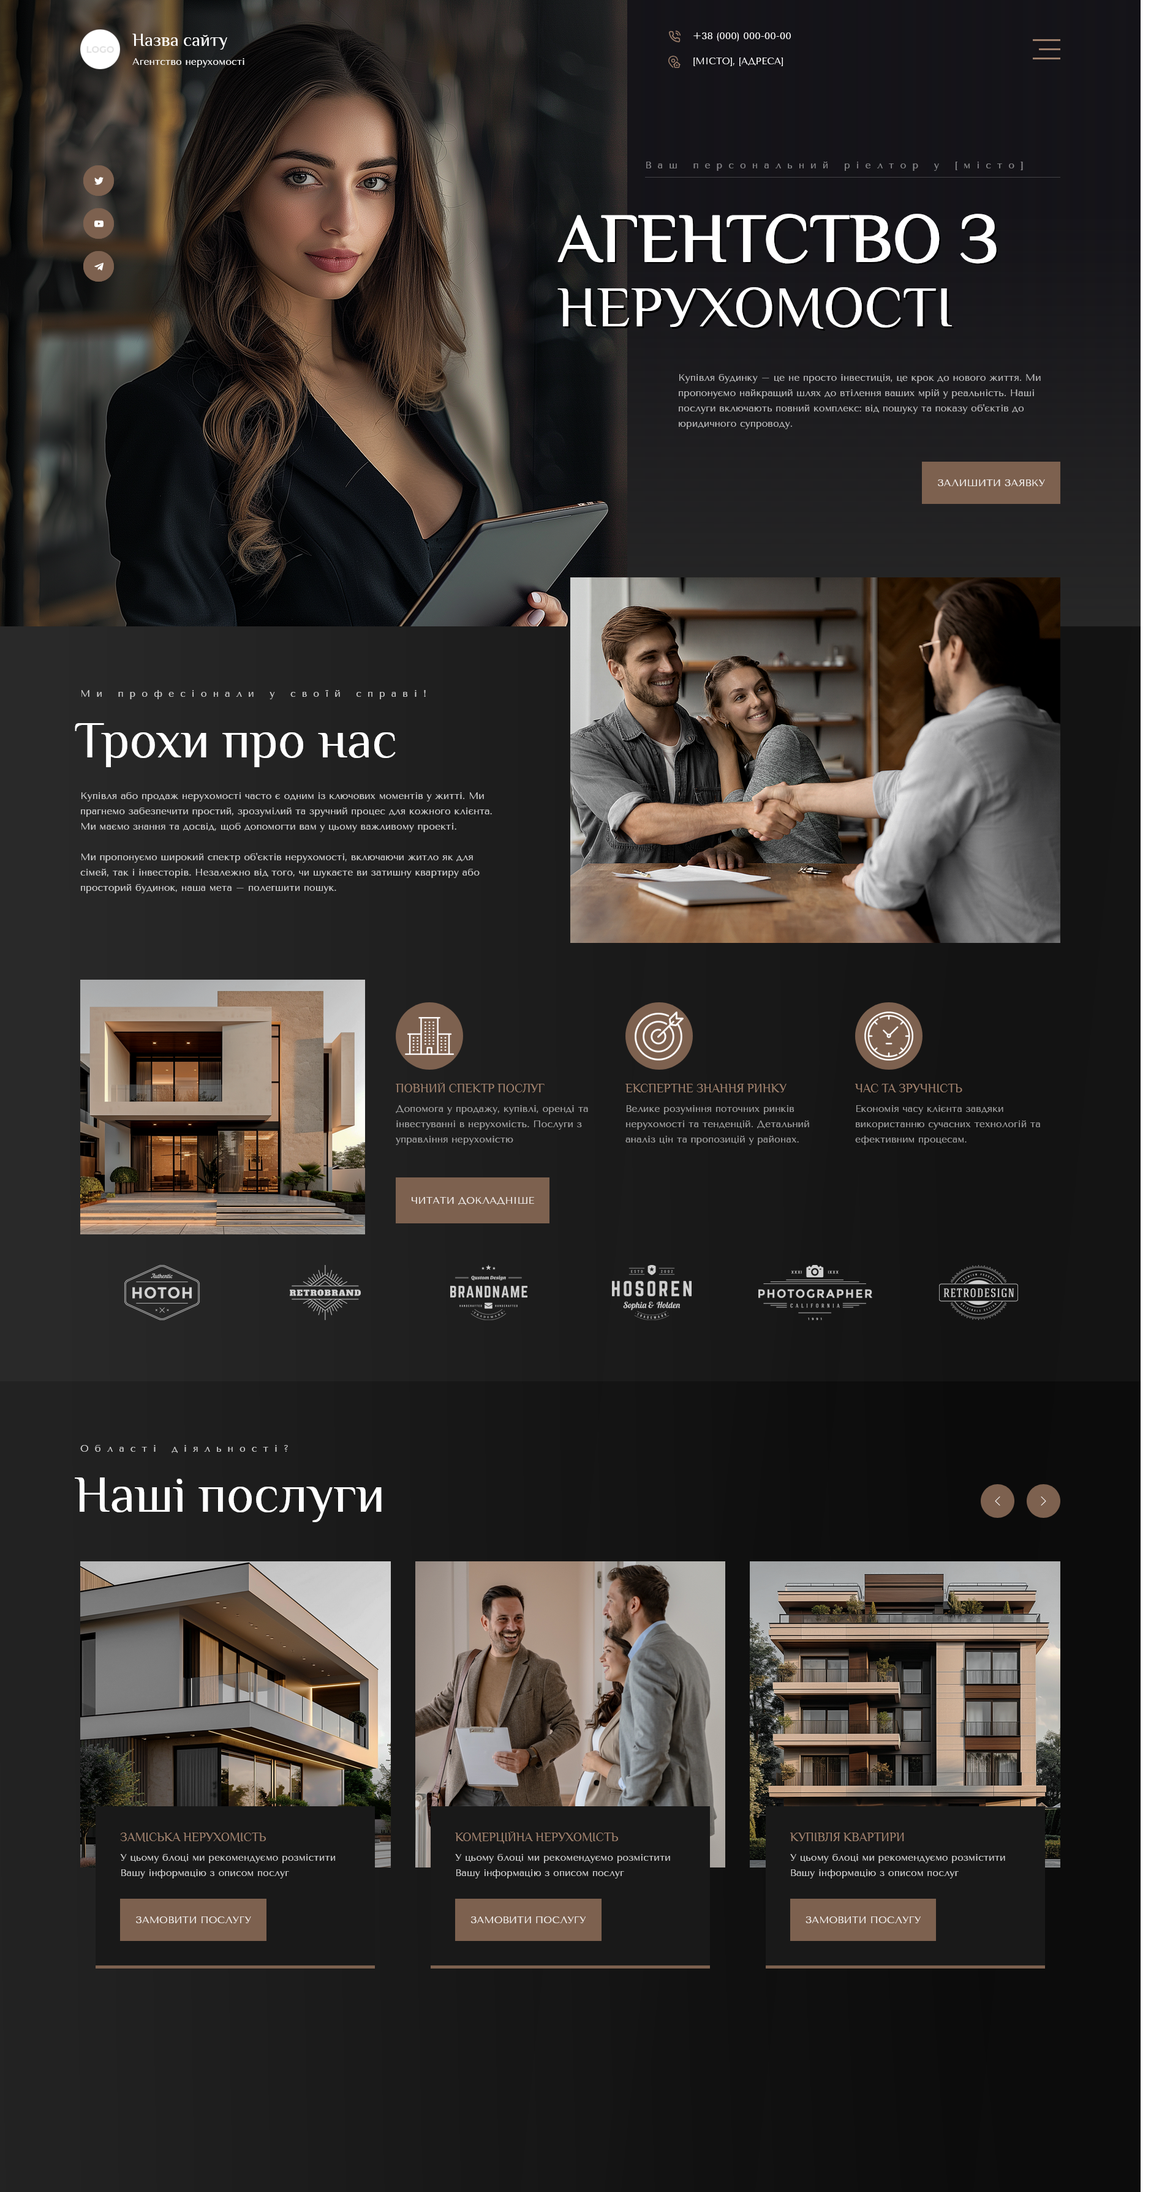 LOGO
Назва сайту
Агентство нерухомості
+38 (000) 000-00-00
[МІСТО], [АДРЕСА]
Ваш персональний ріелтор у [місто]
АГЕНТСТВО З
НЕРУХОМОСТІ
Купівля будинку – це не просто інвестиція, це крок до нового життя. Ми
пропонуємо найкращий шлях до втілення ваших мрій у реальність. Наші
послуги включають повний комплекс: від пошуку та показу об'єктів до
юридичного супроводу.
ЗАЛИШИТИ ЗАЯВКУ
Ми професіонали у своїй справі!
Трохи про нас
Купівля або продаж нерухомості часто є одним із ключових моментів у житті. Ми
прагнемо забезпечити простий, зрозумілий та зручний процес для кожного клієнта.
Ми маємо знання та досвід, щоб допомогти вам у цьому важливому проекті.
Ми пропонуємо широкий спектр об'єктів нерухомості, включаючи житло як для
сімей, так і інвесторів. Незалежно від того, чи шукаєте ви затишну квартиру або
просторий будинок, наша мета – полегшити пошук.
ПОВНИЙ СПЕКТР ПОСЛУГ
Допомога у продажу, купівлі, оренді та
інвестуванні в нерухомість. Послуги з
управління нерухомістю
ЕКСПЕРТНЕ ЗНАННЯ РИНКУ
Велике розуміння поточних ринків
нерухомості та тенденцій. Детальний
аналіз цін та пропозицій у районах.
ЧАС ТА ЗРУЧНІСТЬ
Економія часу клієнта завдяки
використанню сучасних технологій та
ефективним процесам.
ЧИТАТИ ДОКЛАДНІШЕ
Authentic
HOTOH
RETROBRAND
Qustom Design
BRANDNAME
HANDCRAFTED HANDCRAFTED
TRADEMARK
HOSOREN
Sophia & Holden
TRADEMARK
PHOTOGRAPHER
CALIFORNIA
RETRODESIGN
Області діяльності?
Наші послуги
ЗАМІСЬКА НЕРУХОМІСТЬ
У цьому блоці ми рекомендуємо розмістити
Вашу інформацію з описом послуг
ЗАМОВИТИ ПОСЛУГУ
КОМЕРЦІЙНА НЕРУХОМІСТЬ
У цьому блоці ми рекомендуємо розмістити
Вашу інформацію з описом послуг
ЗАМОВИТИ ПОСЛУГУ
КУПІВЛЯ КВАРТИРИ
У цьому блоці ми рекомендуємо розмістити
Вашу інформацію з описом послуг
ЗАМОВИТИ ПОСЛУГУ